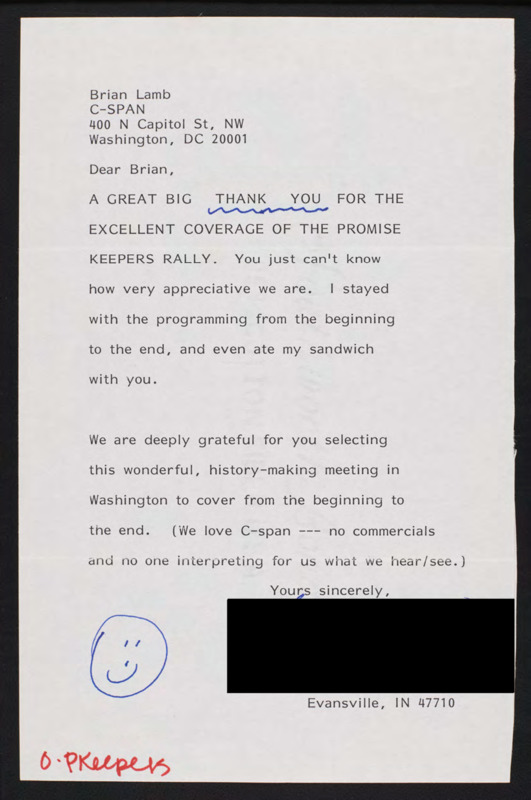 Brian Lamb
C-SPAN
400 N Capitol St, NW
Washington, DC 20001
Dear Brian,
A GREAT BIG THANK YOU FOR THE
EXCELLENT COVERAGE OF THE PROMISE
KEEPERS RALLY. You just can't know
how very appreciative we are. I stayed
with the programming from the beginning
to the end, and even ate my sandwich
with you.
We are deeply grateful for you selecting
this wonderful, history-making meeting in
Washington to cover from the beginning to
the end. (We love C-span --- no commercials
and no one interpreting for us what we hear/see.)
Yours sincerely,
Evansville, IN 47710
O.PKeepers